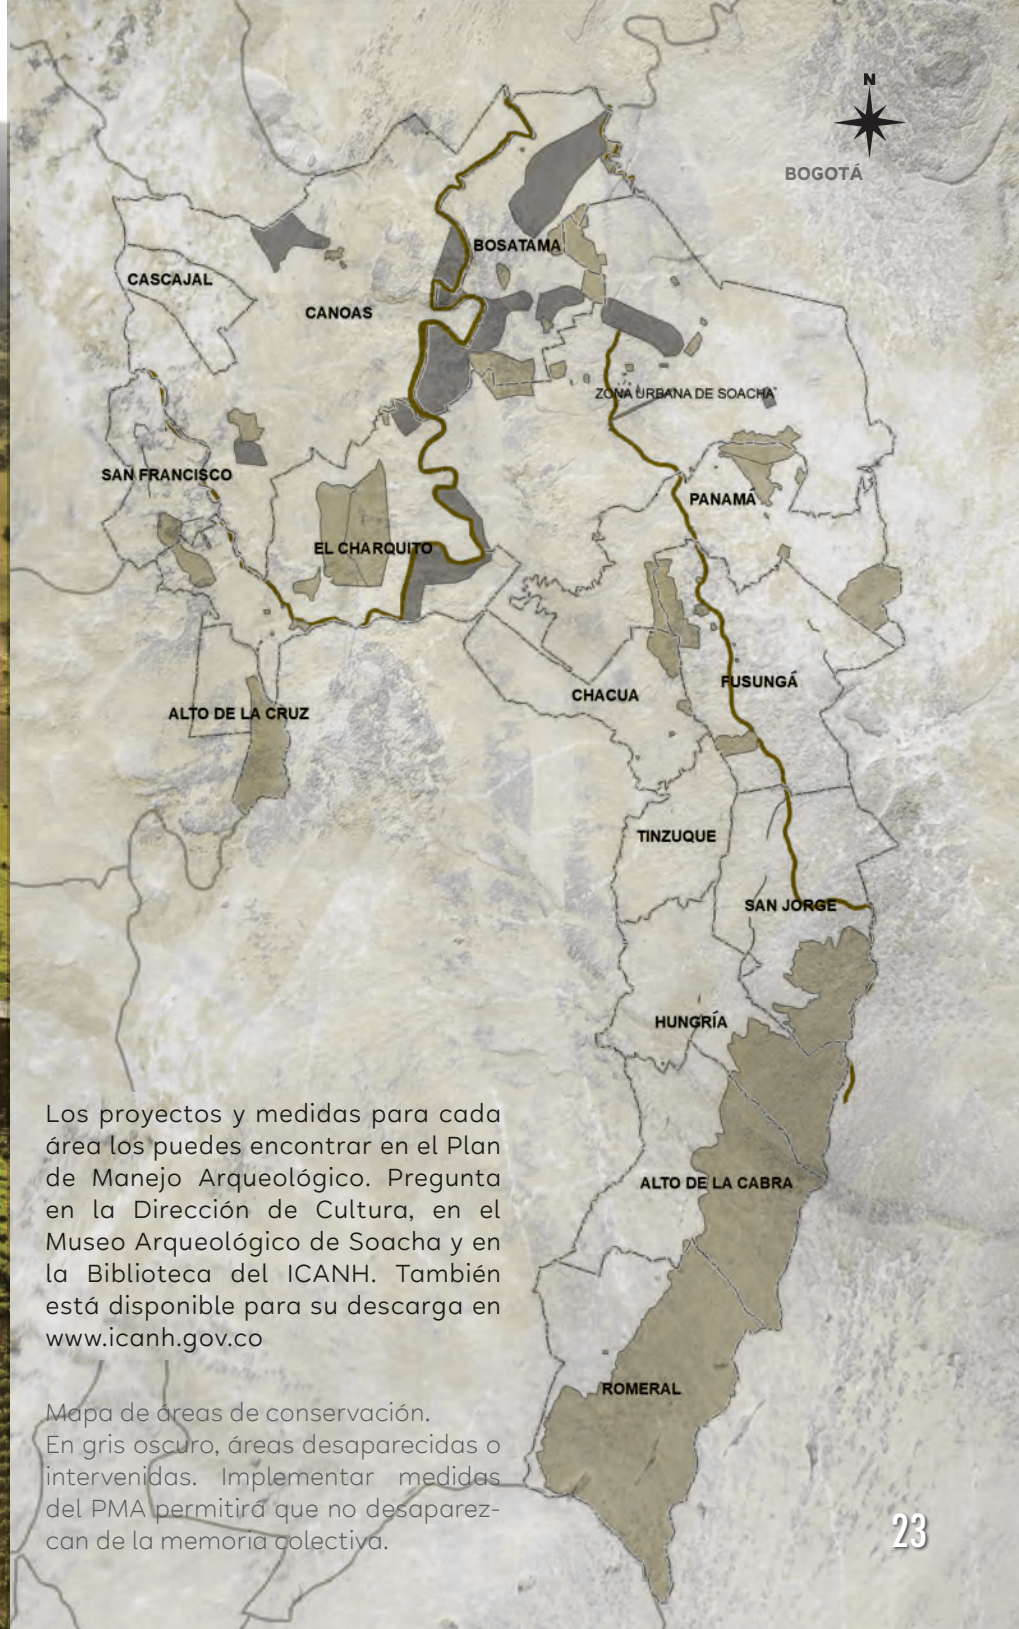 N
BOGOTÁ
BOSATAMA
CASCAJAL
CANOAS
ZONA URBANA DE SOACHA
SAN FRANCISCO
PANAMÁ
EL CHARQUITO
FUSUNGÁ
CHACUA
ALTO DE LA CRUZ
TINZUQUE
SAN JORGE
HUNGRÍA
ALTO DE LA CABRA
ROMERAL
Los proyectos y medidas para cada
área los puedes encontrar en el Plan
de Manejo Arqueológico. Pregunta
en la Dirección de Cultura, en el
Museo Arqueológico de Soacha y en
la Biblioteca del ICANH. También
está disponible para su descarga en
www.icanh.gov.co
Mapa de áreas de conservación.
En gris oscuro, áreas desaparecidas o
intervenidas. Implementar medidas
del PMA permitirá que no desaparez-
can de la memoria colectiva.
23